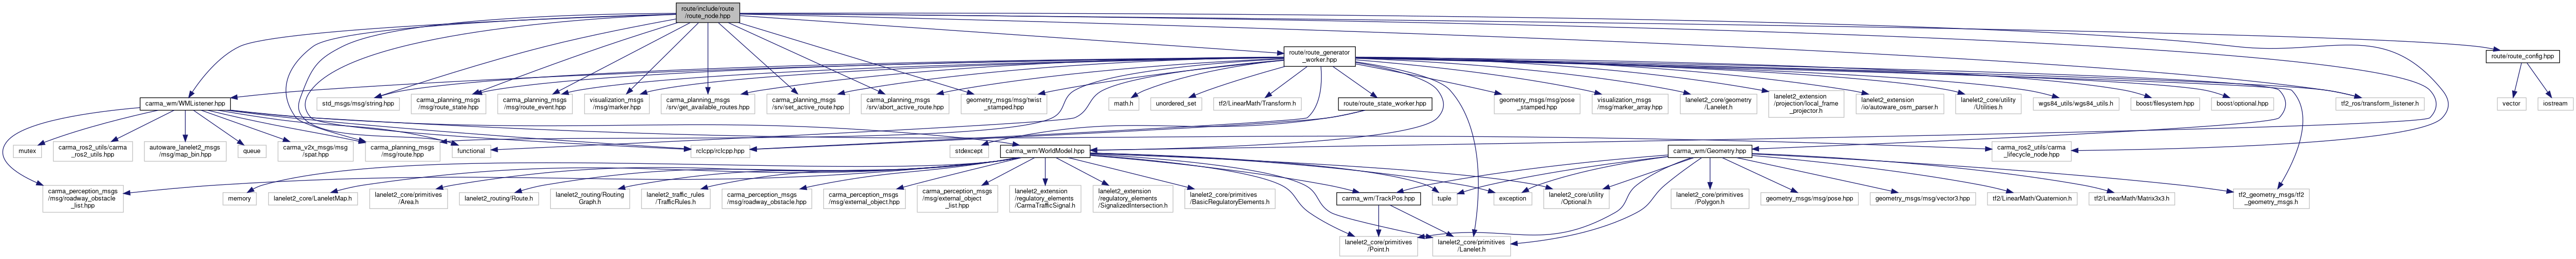 route/include/route
/route_node.hpp
route/route_generator
_worker.hpp
route/route_config.hpp
carma_wm/WMListener.hpp
std_msgs/msg/string.hpp
carma_planning_msgs
/msg/route_state.hpp
carma_planning_msgs
/msg/route_event.hpp
visualization_msgs
/msg/marker.hpp
carma_planning_msgs
/srv/get_available_routes.hpp
carma_planning_msgs
/srv/set_active_route.hpp
carma_planning_msgs
/srv/abort_active_route.hpp
geometry_msgs/msg/twist
_stamped.hpp
math.h
unordered_set
tf2/LinearMath/Transform.h
route/route_state_worker.hpp
geometry_msgs/msg/pose
_stamped.hpp
visualization_msgs
/msg/marker_array.hpp
lanelet2_core/geometry
/Lanelet.h
lanelet2_extension
/projection/local_frame
_projector.h
lanelet2_extension
/io/autoware_osm_parser.h
lanelet2_core/utility
/Utilities.h
wgs84_utils/wgs84_utils.h
boost/filesystem.hpp
boost/optional.hpp
tf2_ros/transform_listener.h
vector
iostream
mutex
carma_ros2_utils/carma
_ros2_utils.hpp
autoware_lanelet2_msgs
/msg/map_bin.hpp
queue
carma_v2x_msgs/msg
/spat.hpp
carma_planning_msgs
/msg/route.hpp
functional
rclcpp/rclcpp.hpp
stdexcept
carma_wm/WorldModel.hpp
carma_wm/Geometry.hpp
carma_ros2_utils/carma
_lifecycle_node.hpp
carma_perception_msgs
/msg/roadway_obstacle
_list.hpp
memory
lanelet2_core/LaneletMap.h
lanelet2_core/primitives
/Area.h
lanelet2_routing/Route.h
lanelet2_routing/Routing
Graph.h
lanelet2_traffic_rules
/TrafficRules.h
carma_perception_msgs
/msg/roadway_obstacle.hpp
carma_perception_msgs
/msg/external_object.hpp
carma_perception_msgs
/msg/external_object
_list.hpp
lanelet2_extension
/regulatory_elements
/CarmaTrafficSignal.h
lanelet2_extension
/regulatory_elements
/SignalizedIntersection.h
lanelet2_core/primitives
/BasicRegulatoryElements.h
carma_wm/TrackPos.hpp
tuple
exception
lanelet2_core/utility
/Optional.h
lanelet2_core/primitives
/Polygon.h
geometry_msgs/msg/pose.hpp
geometry_msgs/msg/vector3.hpp
tf2/LinearMath/Quaternion.h
tf2/LinearMath/Matrix3x3.h
tf2_geometry_msgs/tf2
_geometry_msgs.h
lanelet2_core/primitives
/Point.h
lanelet2_core/primitives
/Lanelet.h